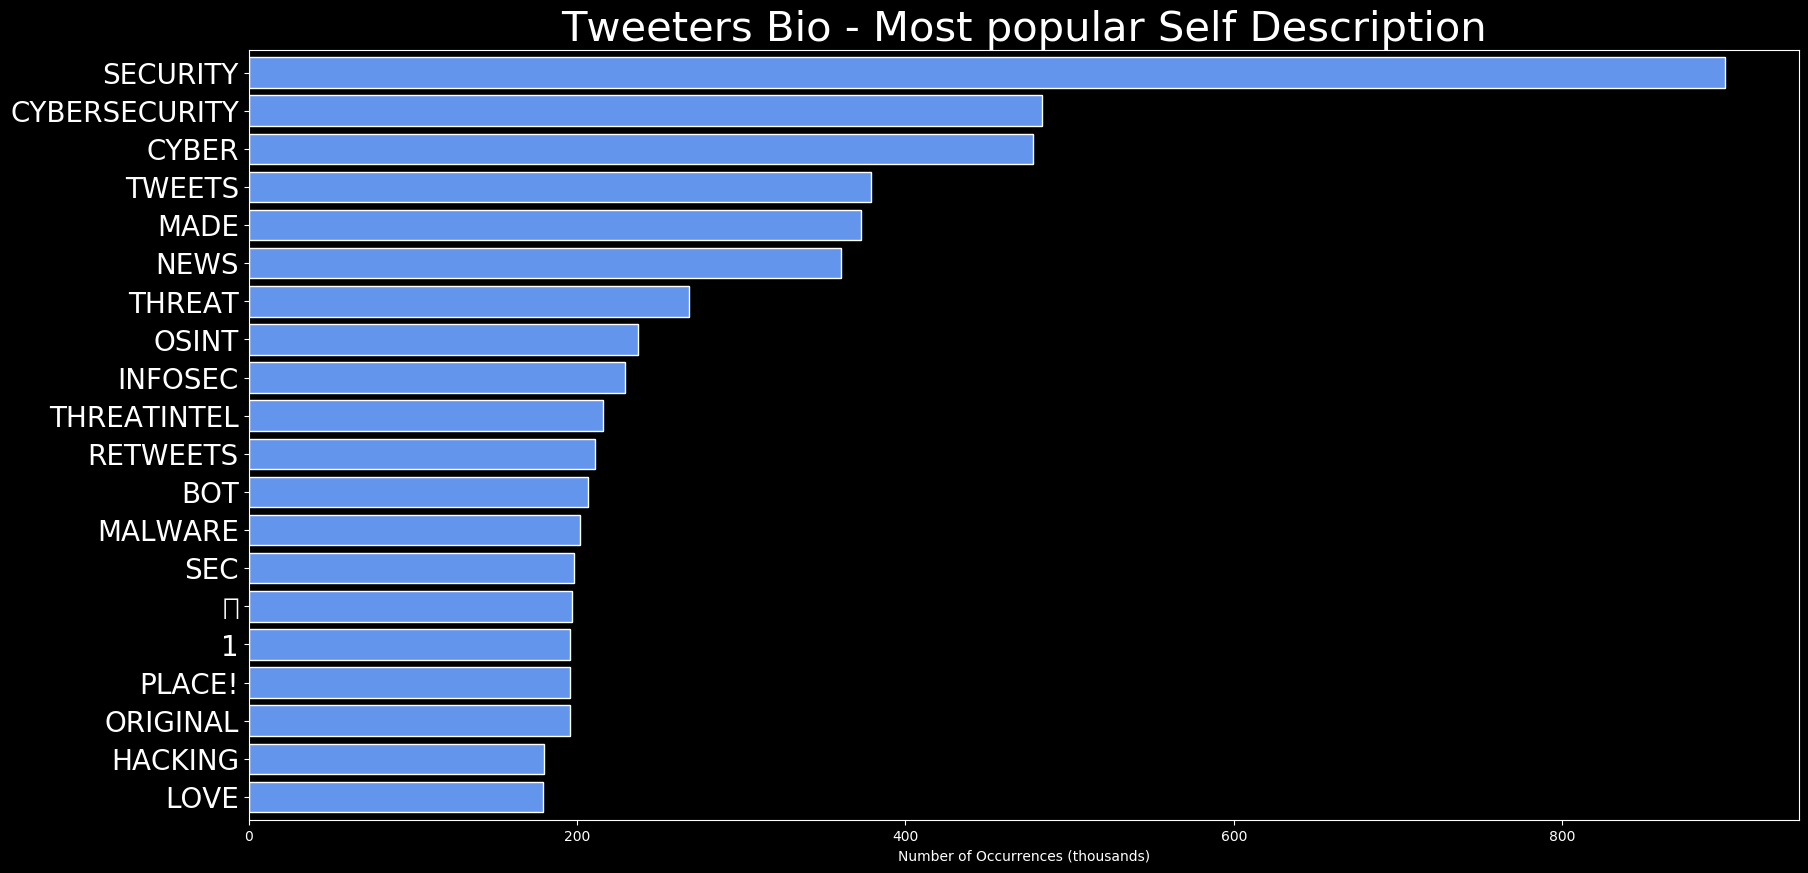 Tweeters Bio - Most popular Self Description
SECURITY
CYBERSECURITY
CYBER
TWEETS
MADE
NEWS
THREAT
OSINT
INFOSEC
THREATINTEL
RETWEETS
BOT
MALWARE
SEC
1
PLACE!
ORIGINAL
HACKING
LOVE
0 200 400 600 800
Number of Occurrences (thousands)